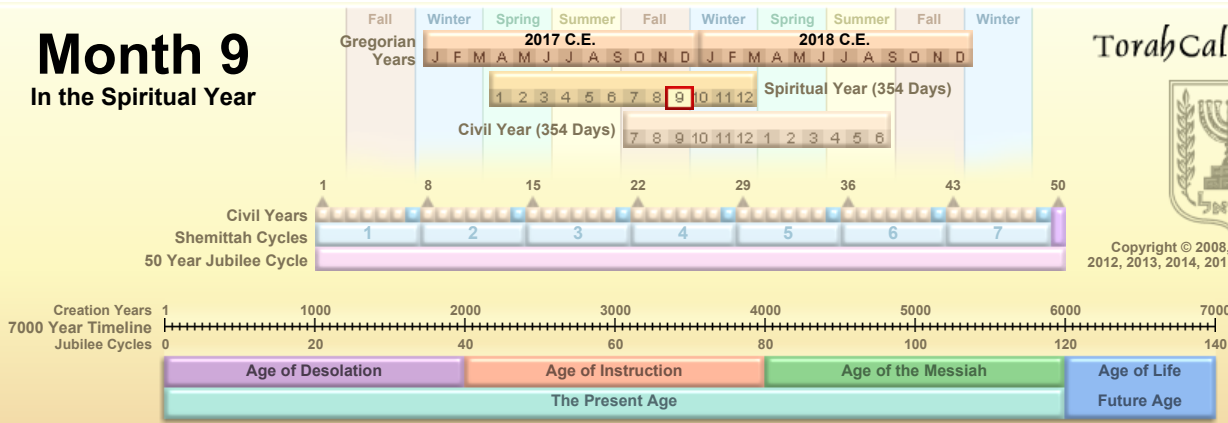 Fall Winter Spring Summer Fall Winter Spring Summer Fall Winter
Month 9
In the Spiritual Year
Gregorian Years
2017 C.E. 2018 C.E.
J F M A M J J A S O N D J F M A M J J A S O N D
TorahCal
1 2 3 4 5 6 7 8 9 10 11 12 Spiritual Year (354 Days)
Civil Year (354 Days) 7 8 9 10 11 12 1 2 3 4 5 6
1 8 15 22 29 36 43 50
Civil Years
Shemittah Cycles 1 2 3 4 5 6 7
50 Year Jubilee Cycle
Copyright © 2008,
2012, 2013, 2014, 201
Creation Years 1 1000 2000 3000 4000 5000 6000 7000
7000 Year Timeline
Jubilee Cycles 0 20 40 60 80 100 120 140
Age of Desolation Age of Instruction Age of the Messiah Age of Life
The Present Age Future Age